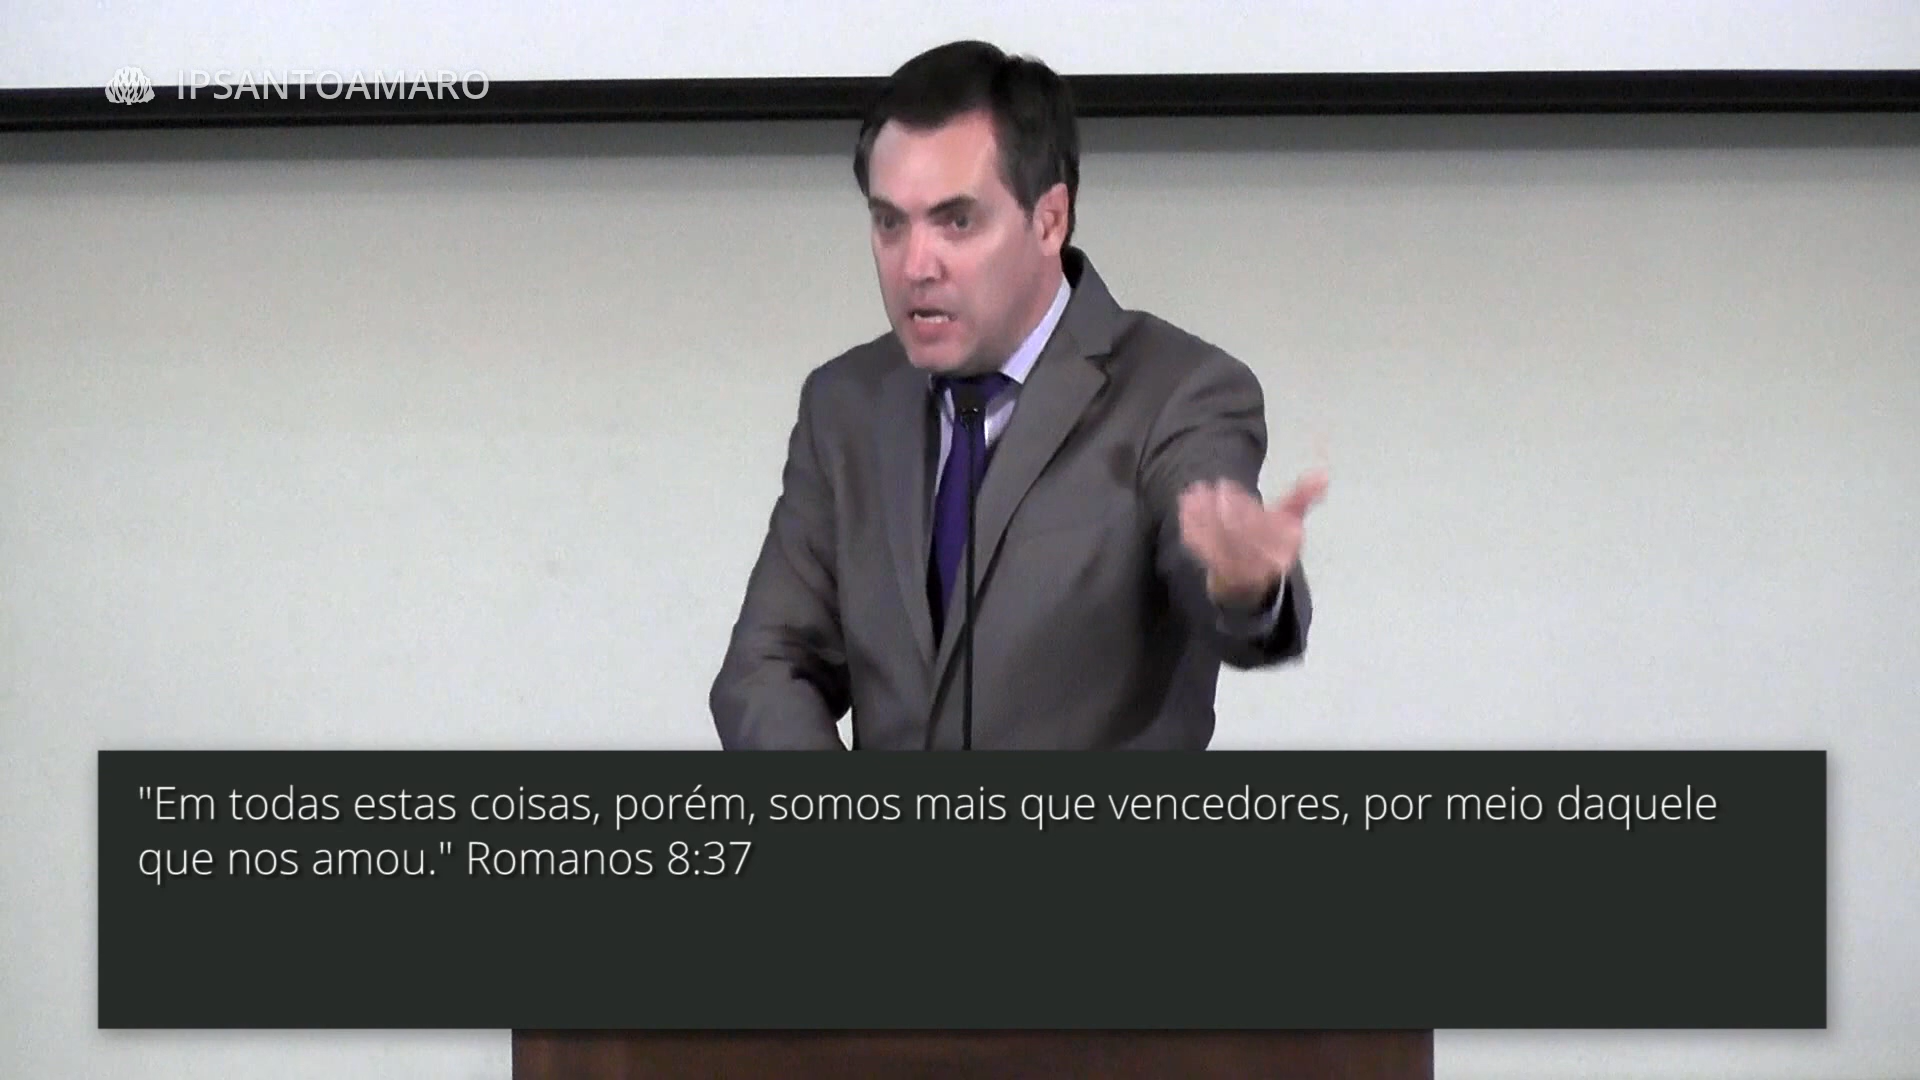 IPSANTOAMARO
"Em todas estas coisas, porém, somos mais que vencedores, por meio daquele
que nos amou." Romanos 8:37